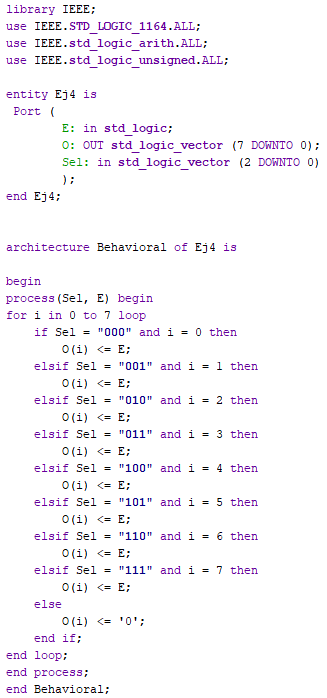 library IEEE;
use IEEE.STD_LOGIC_1164.ALL;
use IEEE.std_logic_arith.ALL;
use IEEE.std_logic_unsigned.ALL;

entity Ej4 is
 Port (
        E: in std_logic;
        O: OUT std_logic_vector (7 DOWNTO 0);
        Sel: in std_logic_vector (2 DOWNTO 0)
        );
end Ej4;


architecture Behavioral of Ej4 is

begin
process(Sel, E) begin
for i in 0 to 7 loop
    if Sel = "000" and i = 0 then
        O(i) <= E;
    elsif Sel = "001" and i = 1 then
        O(i) <= E;
    elsif Sel = "010" and i = 2 then
        O(i) <= E;
    elsif Sel = "011" and i = 3 then
        O(i) <= E;
    elsif Sel = "100" and i = 4 then
        O(i) <= E;
    elsif Sel = "101" and i = 5 then
        O(i) <= E;
    elsif Sel = "110" and i = 6 then
        O(i) <= E;
    elsif Sel = "111" and i = 7 then
        O(i) <= E;
    else
        O(i) <= '0';
    end if;
end loop;
end process;
end Behavioral;